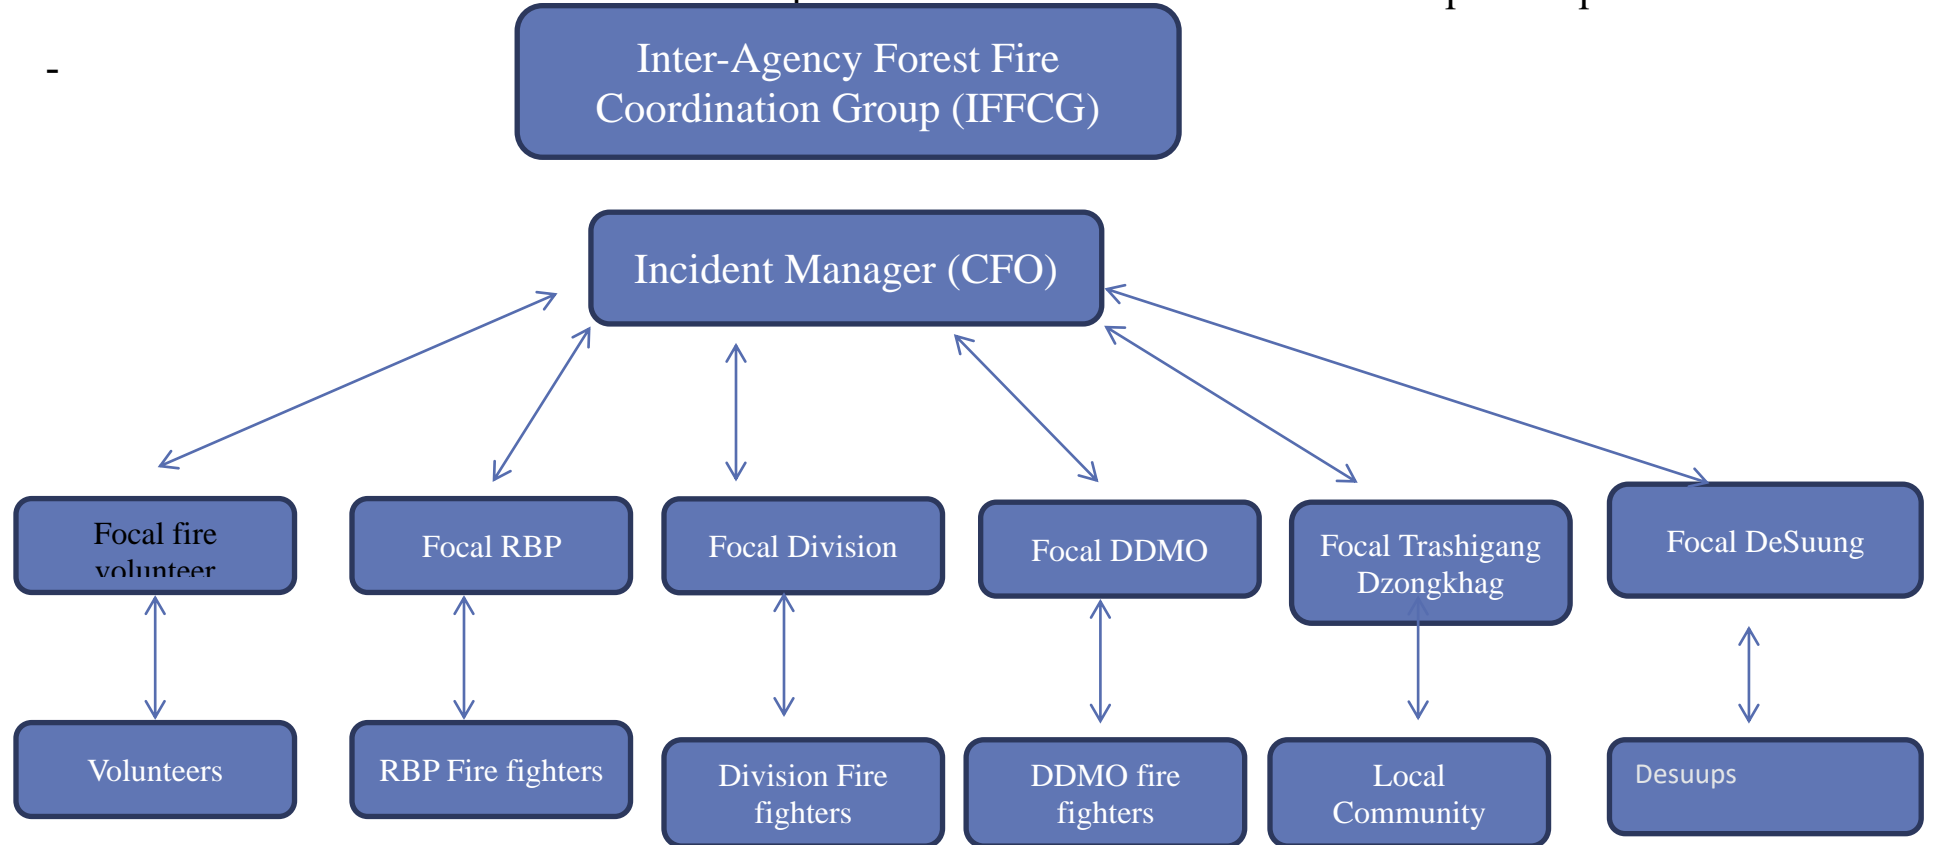 -
Inter-Agency Forest Fire
Coordination Group (IFFCG)
Incident Manager (CFO)
Focal fire
volunteer
Focal RBP
Focal Division
Focal DDMO
Focal Trashigang
Dzongkhag
Focal DeSuung
Volunteers
RBP Fire fighters
Division Fire
fighters
DDMO fire
fighters
Local
Community
Desuups